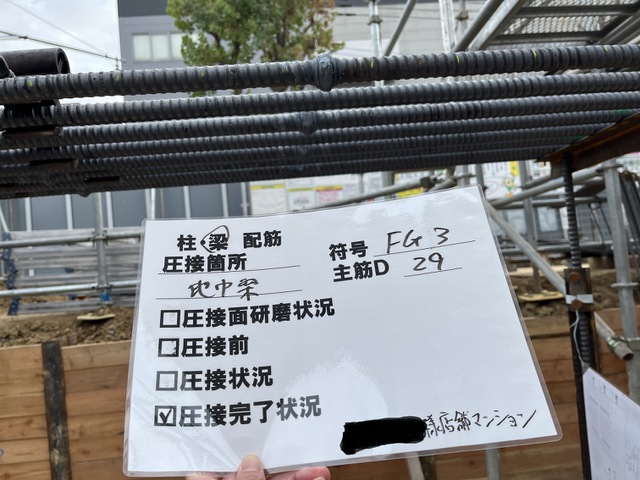 柱 梁 配筋
符号 FG3
圧接箇所
主筋D 29
地中梁
□圧接面研磨状況
□圧接前
□圧接状況
☑圧接完了状況
様店舗マンション